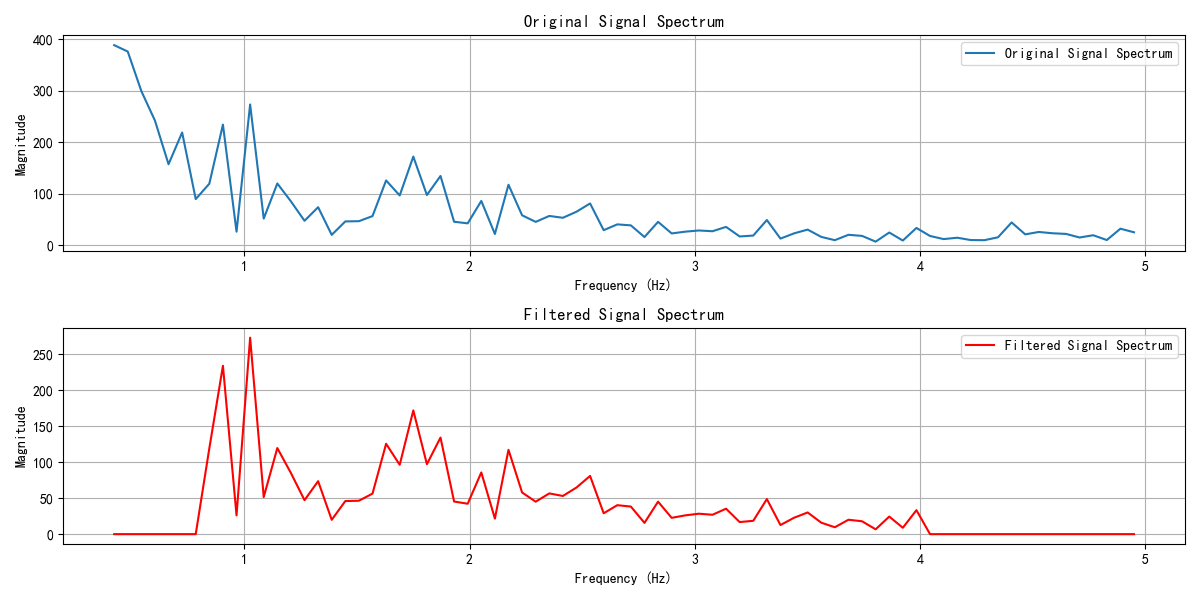 Original Signal Spectrum
400
300
200
100
0
Magnitude
Original Signal Spectrum
1 2 3 4 5
Frequency (Hz)
Filtered Signal Spectrum
250
200
150
100
50
0
Magnitude
Filtered Signal Spectrum
1 2 3 4 5
Frequency (Hz)